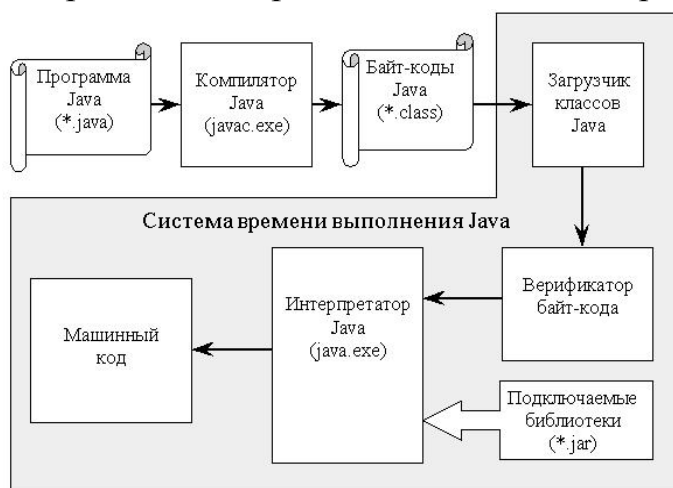 Программа
Java
(*.java)
Компилятор
Java
(javac.exe)
Байт-коды
Java
(*.class)
Загрузчик
классов
Java
Система времени выполнения Java
Верификатор
байт-кода
Интерпретатор
Java
(java.exe)
Машинный
код
Подключаемые
библиотеки
(*.jar)